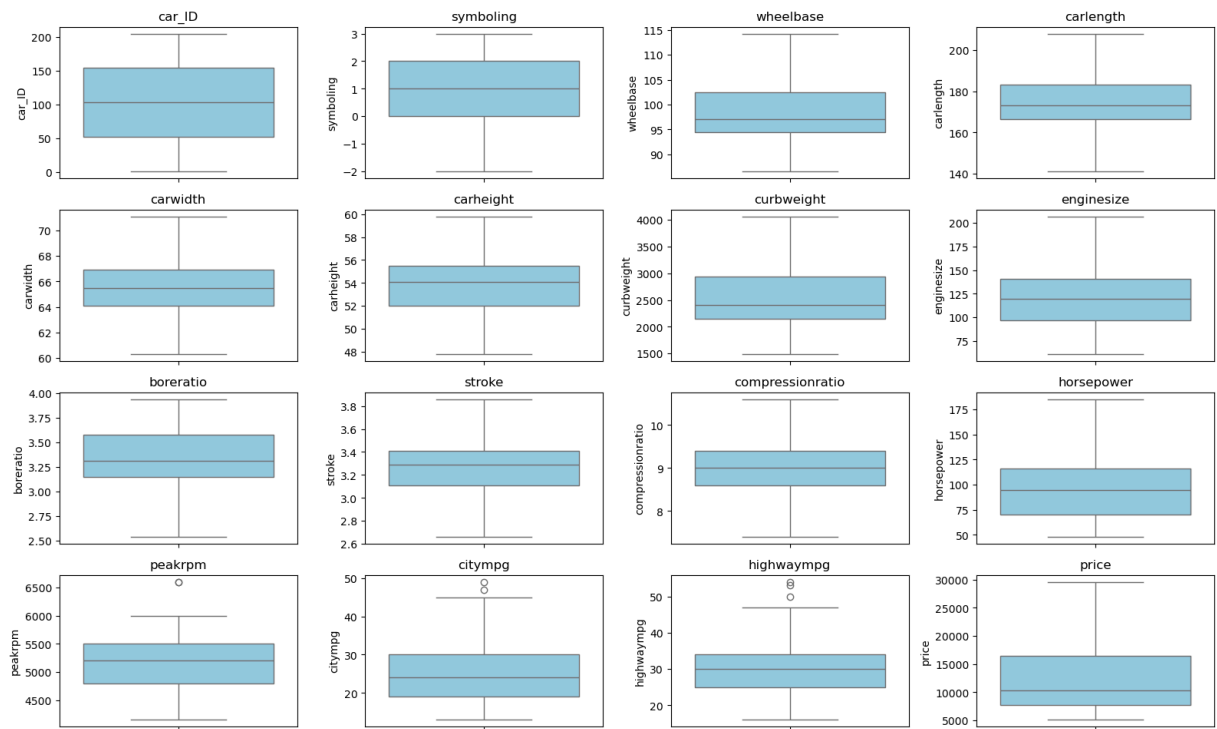 car_ID
symboling
wheelbase
carlength
200
150
100
50
0
car_ID
3
2
1
0
−1
−2
symboling
115
110
105
100
95
90
wheelbase
200
180
160
140
carlength
carwidth
carheight
curbweight
enginesize
70
68
66
64
62
60
carwidth
60
58
56
54
52
50
48
carheight
4000
3500
3000
2500
2000
1500
curbweight
200
175
150
125
100
75
enginesize
boreratio
stroke
compressionratio
horsepower
4.00
3.75
3.50
3.25
3.00
2.75
2.50
boreratio
3.8
3.6
3.4
3.2
3.0
2.8
2.6
stroke
10
9
8
compressionratio
175
150
125
100
75
50
horsepower
peakrpm
citympg
highwaympg
price
6500
6000
5500
5000
4500
peakrpm
50
40
30
20
citympg
50
40
30
20
highwaympg
30000
25000
20000
15000
10000
5000
price